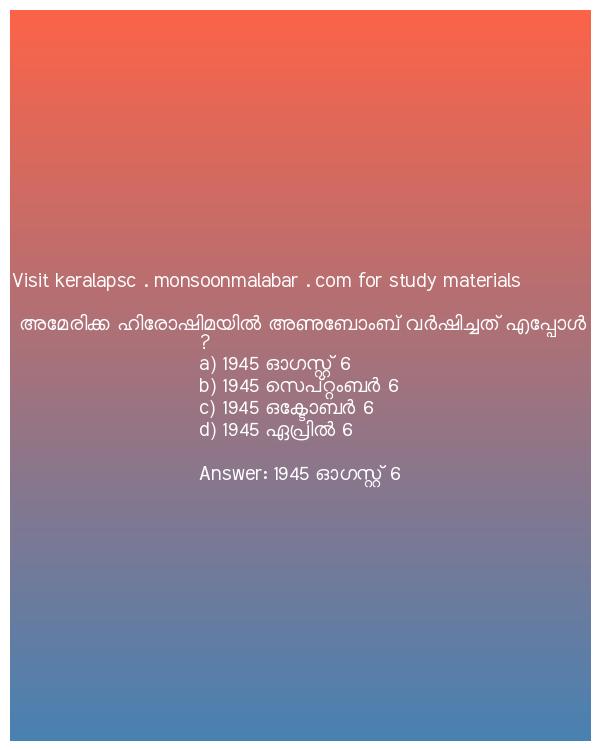 Visit keralapsc . monsoonmalabar . com for study materials
അമേരിക്ക ഹിരോഷിമയിൽ അണുബോംബ് വർഷിച്ചത് എപ്പോൾ
?
a) 1945 ഓഗസ്റ്റ് 6
b) 1945 സെപ്റ്റംബർ 6
c) 1945 ഒക്ടോബർ 6
d) 1945 ഏപ്രിൽ 6
Answer: 1945 ഓഗസ്റ്റ് 6